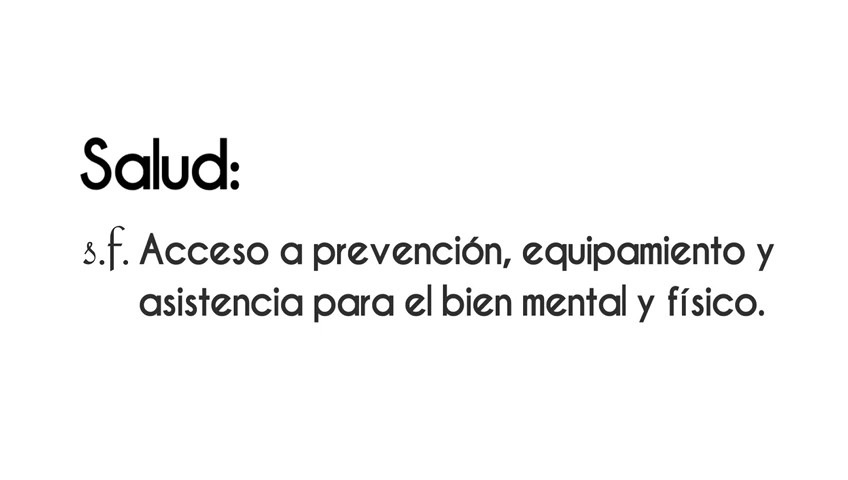 Salud:
s.f. Acceso a prevención, equipamiento y
asistencia para el bien mental y físico.